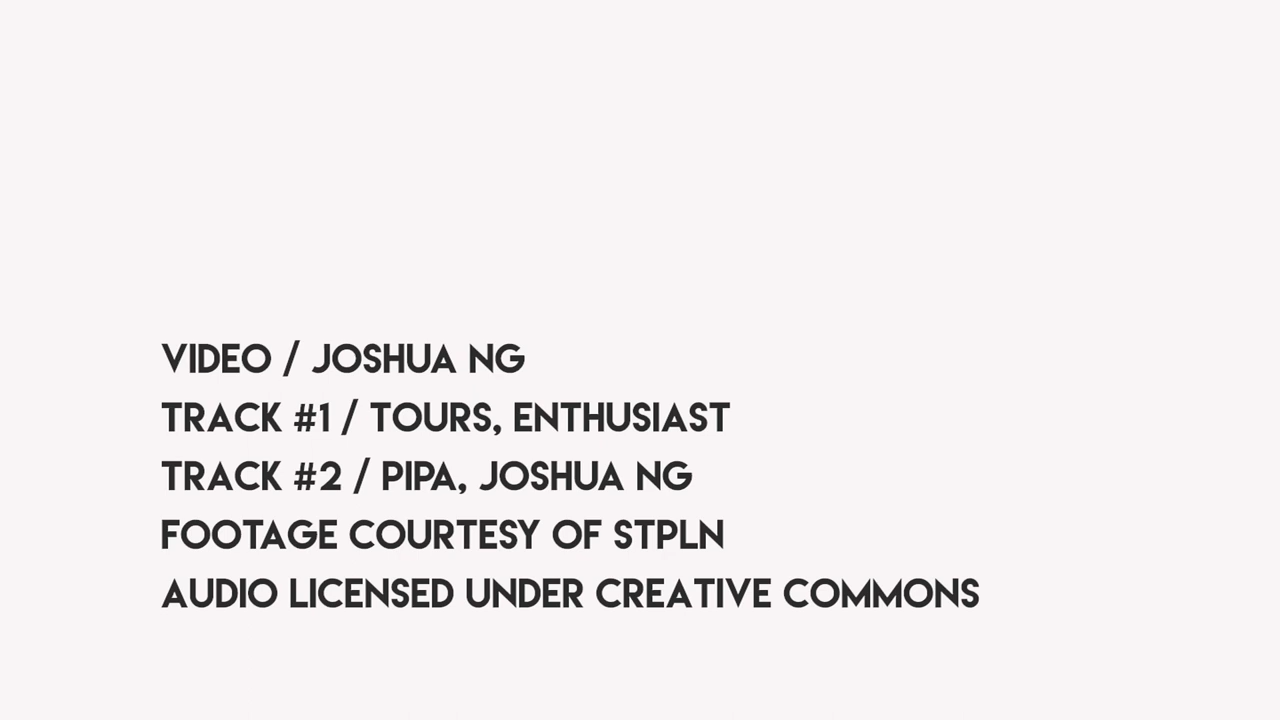 VIDEO / JOSHUA NG
TRACK #1 / TOURS, ENTHUSIAST
TRACK #2 / PIPA, JOSHUA NG
FOOTAGE COURTESY OF STPLN
AUDIO LICENSED UNDER CREATIVE COMMONS